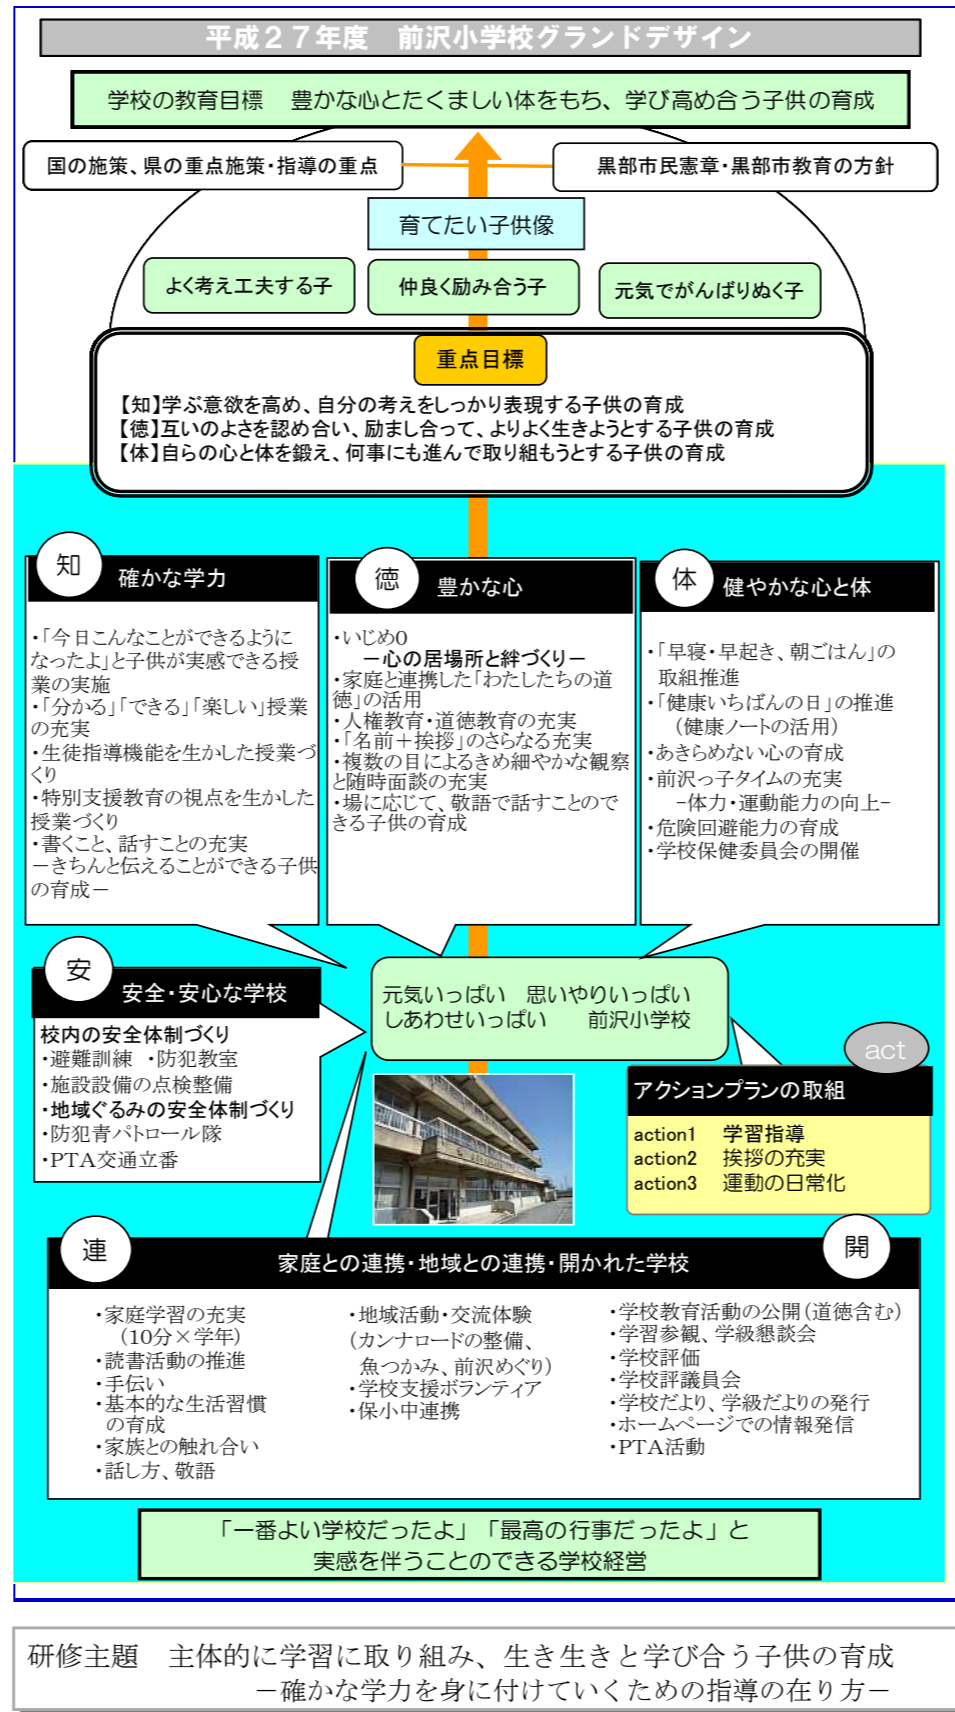 平成２７年度　前沢小学校グランドデザイン
学校の教育目標　豊かな心とたくましい体をもち、学び高め合う子供の育成
国の施策、県の重点施策・指導の重点
黒部市民憲章・黒部市教育の方針
育てたい子供像
よく考え工夫する子
仲良く励み合う子
元気でがんばりぬく子
重点目標
【知】学ぶ意欲を高め、自分の考えをしっかり表現する子供の育成
【徳】互いのよさを認め合い、励まし合って、よりよく生きようとする子供の育成
【体】自らの心と体を鍛え、何事にも進んで取り組もうとする子供の育成
知
確かな学力
・「今日こんなことができるように
なったよ」と子供が実感できる授
業の実施
・「分かる」「できる」「楽しい」授業
の充実
・生徒指導機能を生かした授業づ
くり
・特別支援教育の視点を生かした
授業づくり
・書くこと、話すことの充実
－きちんと伝えることができる子供
の育成－
徳
豊かな心
・いじめ0
－心の居場所と絆づくり－
・家庭と連携した「わたしたちの道
徳」の活用
・人権教育・道徳教育の充実
・「名前＋挨拶」のさらなる充実
・複数の目によるきめ細やかな観察
と随時面談の充実
・場に応じて、敬語で話すことので
きる子供の育成
体
健やかな心と体
・「早寝・早起き、朝ごはん」の
取組推進
・「健康いちばんの日」の推進
（健康ノートの活用）
・あきらめない心の育成
・前沢っ子タイムの充実
-体力・運動能力の向上-
・危険回避能力の育成
・学校保健委員会の開催
安
安全・安心な学校
校内の安全体制づくり
・避難訓練　・防犯教室
・施設設備の点検整備
・地域ぐるみの安全体制づくり
・防犯青パトロール隊
・PTA交通立番
元気いっぱい　思いやりいっぱい
しあわせいっぱい　　前沢小学校
act
アクションプランの取組
action1　学習指導
action2　挨拶の充実
action3　運動の日常化
連
家庭との連携・地域との連携・開かれた学校
開
・家庭学習の充実
（10分×学年）
・読書活動の推進
・手伝い
・基本的な生活習慣
の育成
・家族との触れ合い
・話し方、敬語
・地域活動・交流体験
（カンナロードの整備、
魚つかみ、前沢めぐり）
・学校支援ボランティア
・保小中連携
・学校教育活動の公開（道徳含む）
・学習参観、学級懇談会
・学校評価
・学校評議員会
・学校だより、学級だよりの発行
・ホームページでの情報発信
・PTA活動
「一番よい学校だったよ」「最高の行事だったよ」と
実感を伴うことのできる学校経営
研修主題　主体的に学習に取り組み、生き生きと学び合う子供の育成
－確かな学力を身に付けていくための指導の在り方－